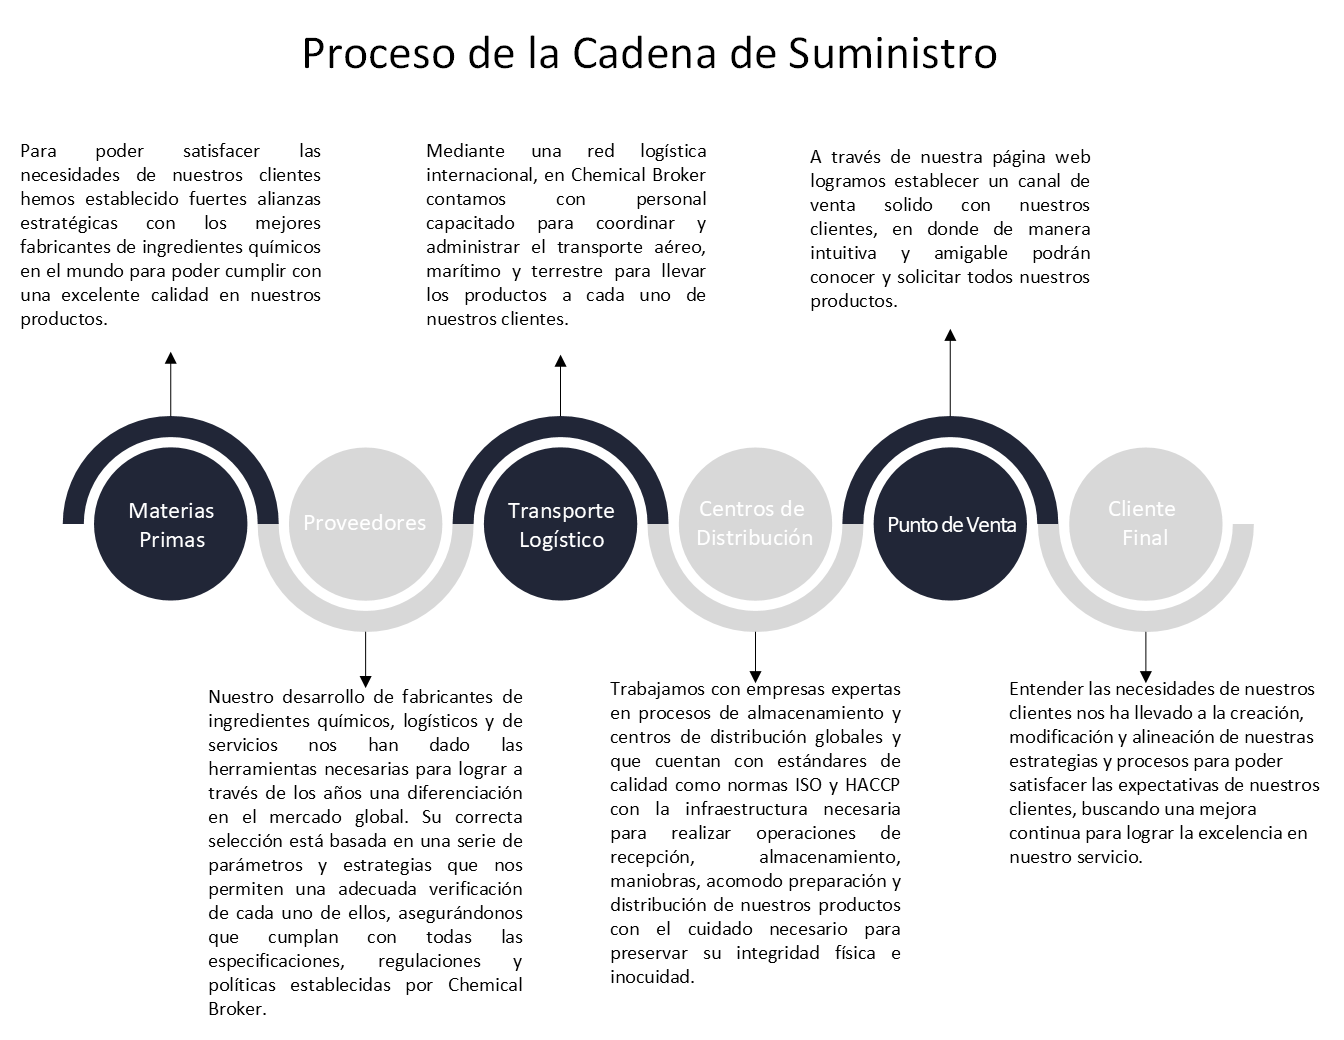 Proceso de la Cadena de Suministro
Para poder satisfacer las
necesidades de nuestros clientes
hemos establecido fuertes alianzas
estratégicas con los mejores
fabricantes de ingredientes químicos
en el mundo para poder cumplir con
una excelente calidad en nuestros
productos.
Mediante una red logística
internacional, en Chemical Broker
contamos con personal
capacitado para coordinar y
administrar el transporte aéreo,
marítimo y terrestre para llevar
los productos a cada uno de
nuestros clientes.
A través de nuestra página web
logramos establecer un canal de
venta solido con nuestros
clientes, en donde de manera
intuitiva y amigable podrán
conocer y solicitar todos nuestros
productos.
Materias
Primas
Proveedores
Transporte
Logístico
Centros de
Distribución
Punto de Venta
Cliente
Final
Nuestro desarrollo de fabricantes de
ingredientes químicos, logísticos y de
servicios nos han dado las
herramientas necesarias para lograr a
través de los años una diferenciación
en el mercado global. Su correcta
selección está basada en una serie de
parámetros y estrategias que nos
permiten una adecuada verificación
de cada uno de ellos, asegurándonos
que cumplan con todas las
especificaciones, regulaciones y
políticas establecidas por Chemical
Broker.
Trabajamos con empresas expertas
en procesos de almacenamiento y
centros de distribución globales y
que cuentan con estándares de
calidad como normas ISO y HACCP
con la infraestructura necesaria
para realizar operaciones de
recepción, almacenamiento,
maniobras, acomodo preparación y
distribución de nuestros productos
con el cuidado necesario para
preservar su integridad física e
inocuidad.
Entender las necesidades de nuestros
clientes nos ha llevado a la creación,
modificación y alineación de nuestras
estrategias y procesos para poder
satisfacer las expectativas de nuestros
clientes, buscando una mejora
continua para lograr la excelencia en
nuestro servicio.